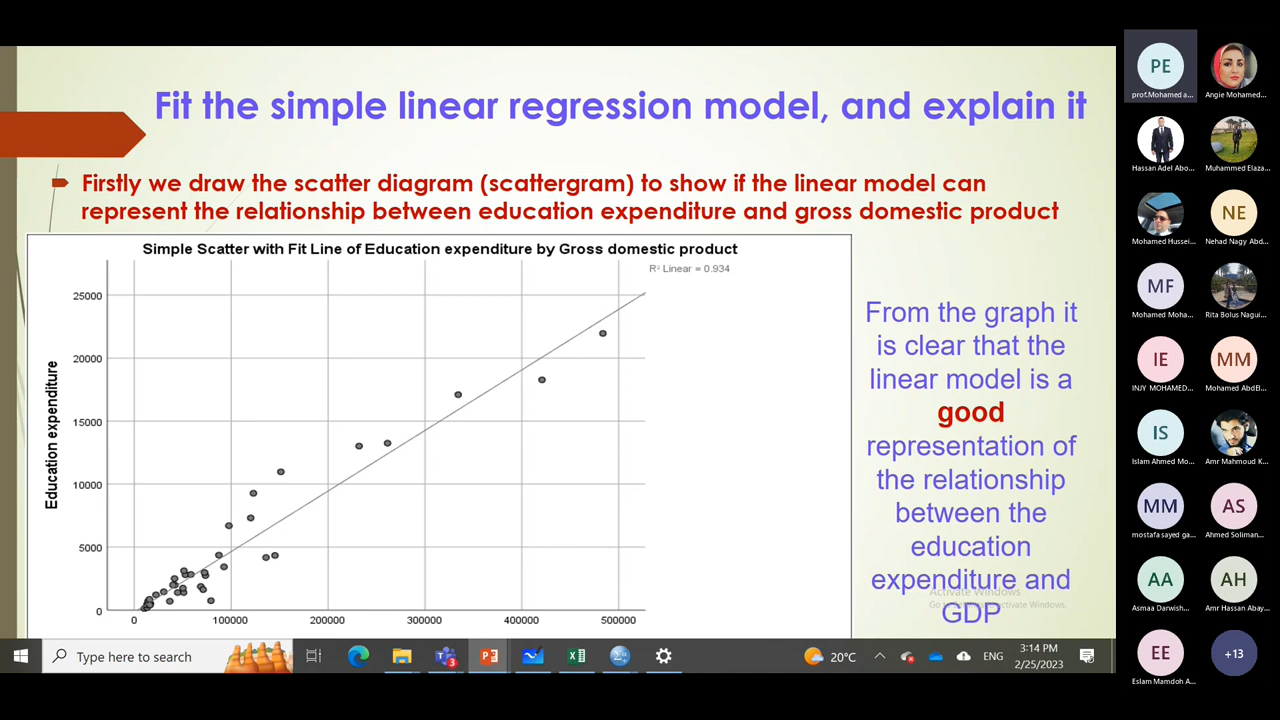 Fit the simple linear regression model, and explain it
Firstly we draw the scatter diagram (scattergram) to show if the linear model can
represent the relationship between education expenditure and gross domestic product
Simple Scatter with Fit Line of Education expenditure by Gross domestic product
R² Linear = 0.934
Education expenditure
25000
20000
15000
10000
5000
0
0
100000
200000
300000
400000
500000
From the graph it
is clear that the
linear model is a
good
representation of
the relationship
between the
education
expenditure and
GDP
Activate Windows
Type here to search
3
20°C
ENG
3:14 PM
2/25/2023
PE
prof.Mohamed a...
Angie Mohamed...
Hassan Adel Abo...
Muhammed Elaza...
Mohamed Hussei...
NE
Nehad Nagy Abd...
MF
Mohamed Moha...
Rita Bolus Nagui...
IE
INJY MOHAMED...
MM
Mohamed AbdEl...
IS
Islam Ahmed Mo...
Amr Mahmoud K...
MM
mostafa sayed ga...
AS
Ahmed Soliman...
AA
Asmaa Darwish...
AH
Amr Hassan Abay...
EE
Eslam Mamdoh A...
+13